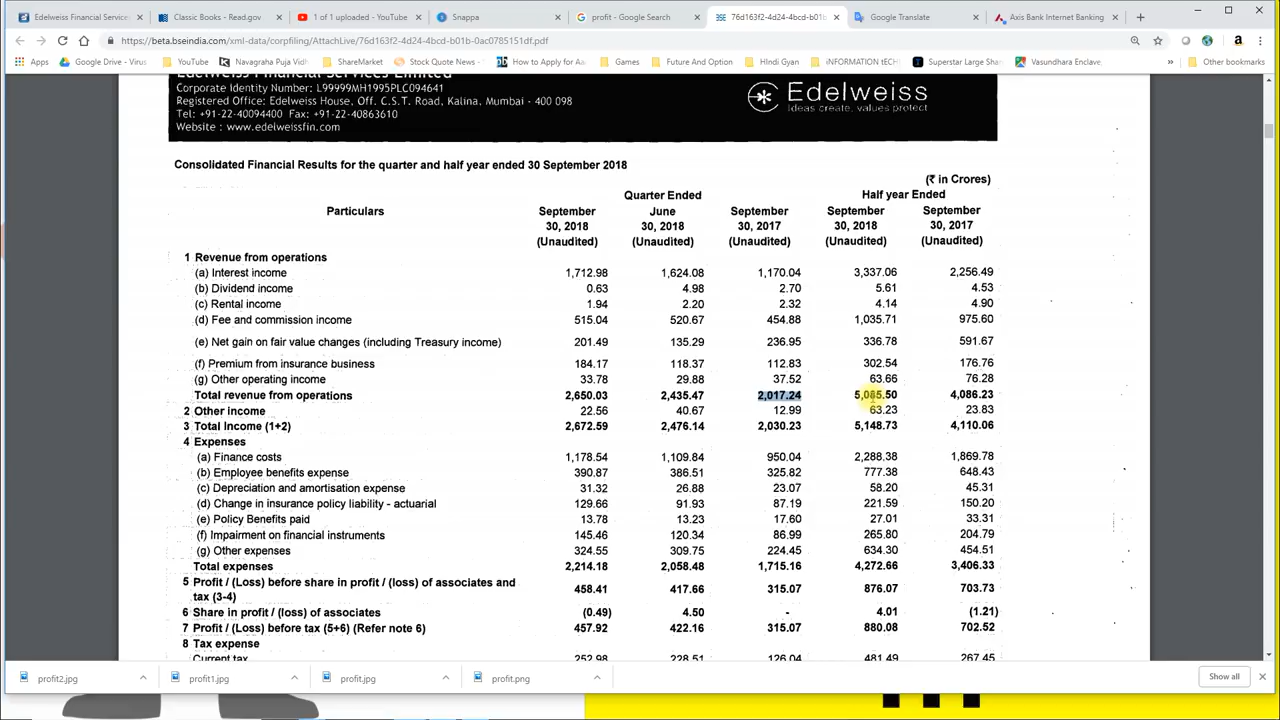 Edelweiss Financial Services
Classic Books - Read.gov
1 of 1 uploaded - YouTube
Snappa
profit - Google Search
76d163f2-4d24-4bcd-b01b
Google Translate
Axis Bank Internet Banking
https://beta.bseindia.com/xml-data/corpfiling/AttachLive/76d163f2-4d24-4bcd-b01b-0ac0785151df.pdf
Apps Google Drive - Virus YouTube Navagraha Puja Vidh ShareMarket Stock Quote News - How to Apply for Aa Games Future And Option HIndi Gyan iNFORMATION tECH Superstar Large Shar Vasundhara Enclave, » Other bookmarks
Edelweiss Financial Services Limited
Corporate Identity Number: L99999MH1995PLC094641
Registered Office: Edelweiss House, Off. C.S.T. Road, Kalina, Mumbai - 400 098
Tel: +91-22-40094400 Fax: +91-22-40863610
Website : www.edelweissfin.com
Edelweiss
Ideas create, values protect
Consolidated Financial Results for the quarter and half year ended 30 September 2018
(₹ in Crores)
Particulars Quarter Ended Half year Ended
September June September September September
30, 2018 30, 2018 30, 2017 30, 2018 30, 2017
(Unaudited) (Unaudited) (Unaudited) (Unaudited) (Unaudited)
1 Revenue from operations
(a) Interest income 1,712.98 1,624.08 1,170.04 3,337.06 2,256.49
(b) Dividend income 0.63 4.98 2.70 5.61 4.53
(c) Rental income 1.94 2.20 2.32 4.14 4.90
(d) Fee and commission income 515.04 520.67 454.88 1,035.71 975.60
(e) Net gain on fair value changes (including Treasury income) 201.49 135.29 236.95 336.78 591.67
(f) Premium from insurance business 184.17 118.37 112.83 302.54 176.76
(g) Other operating income 33.78 29.88 37.52 63.66 76.28
Total revenue from operations 2,650.03 2,435.47 2,017.24 5,085.50 4,086.23
2 Other income 22.56 40.67 12.99 63.23 23.83
3 Total Income (1+2) 2,672.59 2,476.14 2,030.23 5,148.73 4,110.06
4 Expenses
(a) Finance costs 1,178.54 1,109.84 950.04 2,288.38 1,869.78
(b) Employee benefits expense 390.87 386.51 325.82 777.38 648.43
(c) Depreciation and amortisation expense 31.32 26.88 23.07 58.20 45.31
(d) Change in insurance policy liability - actuarial 129.66 91.93 87.19 221.59 150.20
(e) Policy Benefits paid 13.78 13.23 17.60 27.01 33.31
(f) Impairment on financial instruments 145.46 120.34 86.99 265.80 204.79
(g) Other expenses 324.55 309.75 224.45 634.30 454.51
Total expenses 2,214.18 2,058.48 1,715.16 4,272.66 3,406.33
5 Profit / (Loss) before share in profit / (loss) of associates and
tax (3-4) 458.41 417.66 315.07 876.07 703.73
6 Share in profit / (loss) of associates (0.49) 4.50 - 4.01 (1.21)
7 Profit / (Loss) before tax (5+6) (Refer note 6) 457.92 422.16 315.07 880.08 702.52
8 Tax expense
Current tax 252.98 228.51 126.04 481.49 267.45
profit2.jpg
profit1.jpg
profit.jpg
profit.png
Show all